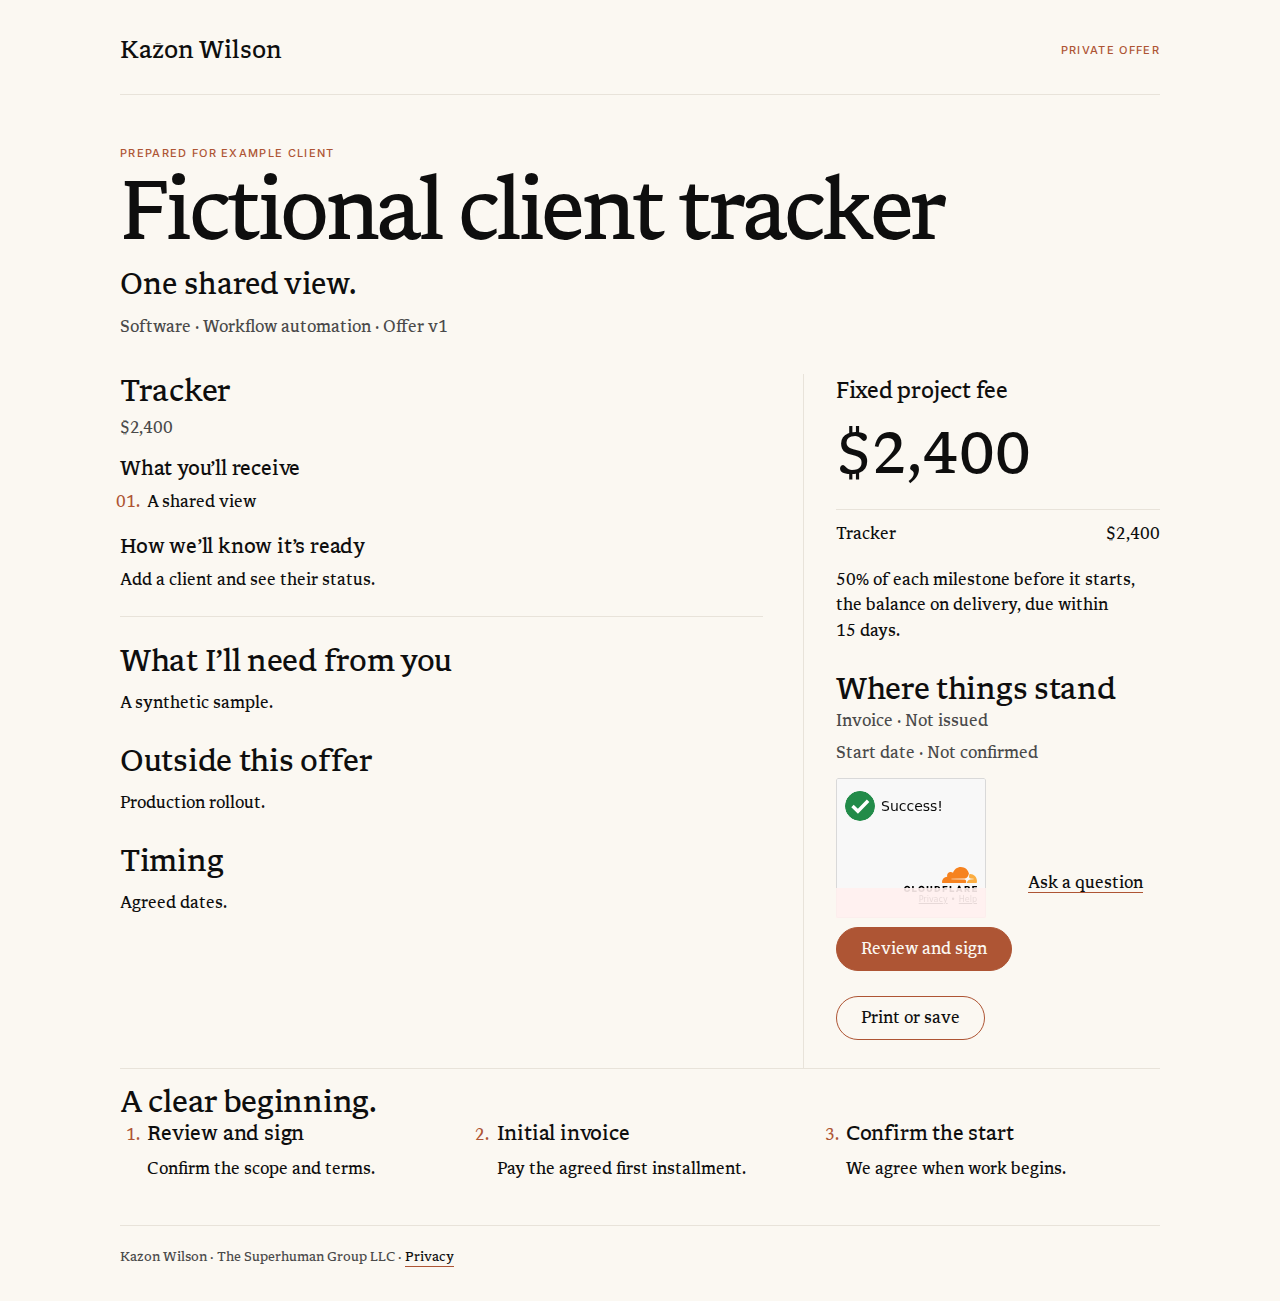 Każon Wilson
PRIVATE OFFER
PREPARED FOR EXAMPLE CLIENT
Fictional client tracker
One shared view.
Software · Workflow automation · Offer v1
Tracker
$2,400
What you’ll receive
01. A shared view
How we’ll know it’s ready
Add a client and see their status.
What I’ll need from you
A synthetic sample.
Outside this offer
Production rollout.
Timing
Agreed dates.
Fixed project fee
$2,400
Tracker $2,400
50% of each milestone before it starts,
the balance on delivery, due within
15 days.
Where things stand
Invoice · Not issued
Start date · Not confirmed
Success!
CLOUDFLARE
Privacy • Help
Ask a question
Review and sign
Print or save
A clear beginning.
1. Review and sign
Confirm the scope and terms.
2. Initial invoice
Pay the agreed first installment.
3. Confirm the start
We agree when work begins.
Kazon Wilson · The Superhuman Group LLC · Privacy